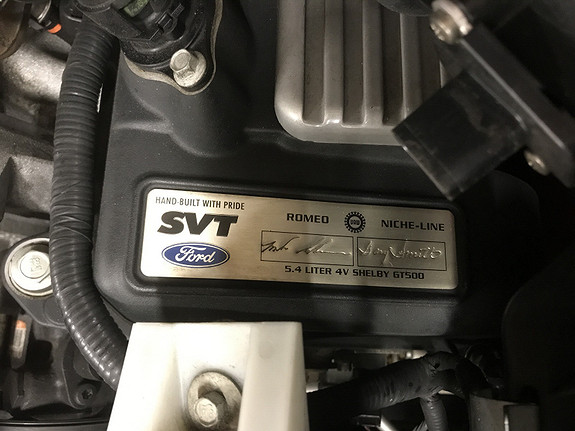 HAND-BUILT WITH PRIDE
SVT
Ford
ROMEO NICHE-LINE
5.4 LITER 4V SHELBY GT500